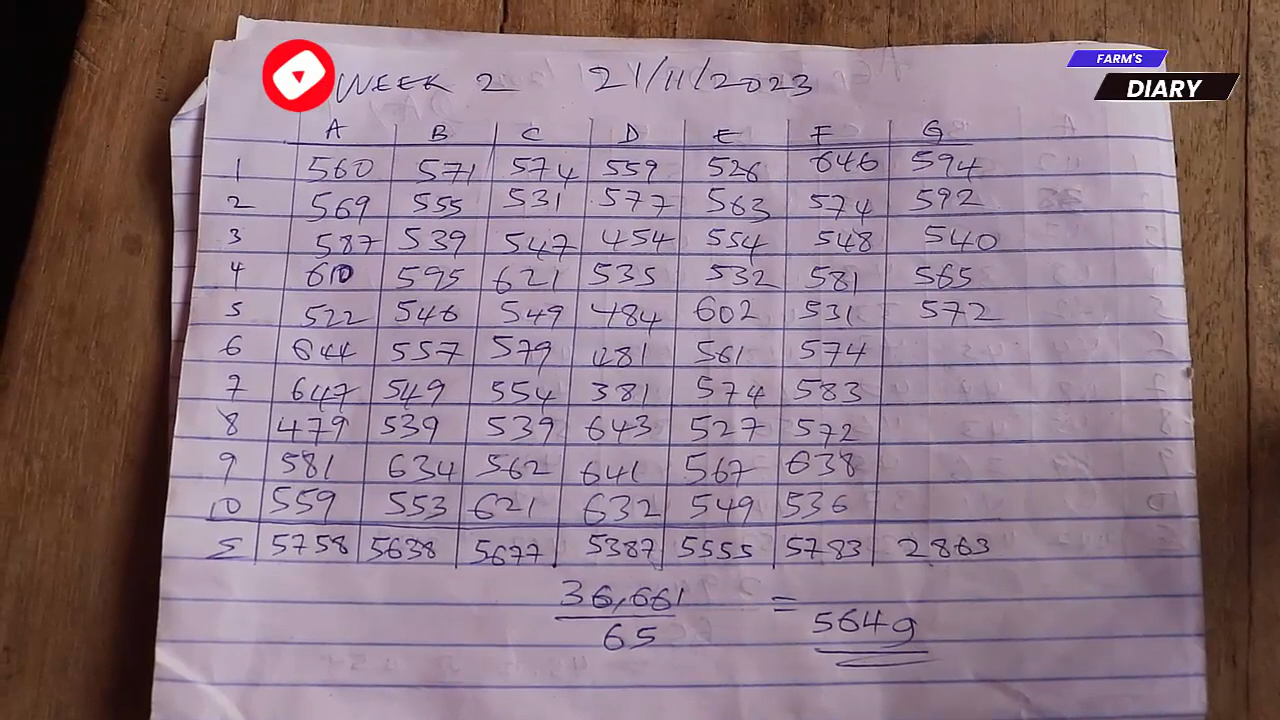 WEEK 2 21/11/2023
FARM'S
DIARY
A B C D E F G
1 560 571 574 559 526 646 594
2 569 555 531 577 563 574 592
3 587 539 547 454 554 548 540
4 610 595 621 535 532 581 565
5 522 546 549 484 602 531 572
6 644 557 579 481 561 574
7 647 549 554 381 574 583
8 479 539 539 643 527 572
9 581 634 562 641 567 638
10 559 553 621 632 549 536
Σ 5758 5638 5677 5387 5555 5783 2863
36,661
65
= 564g